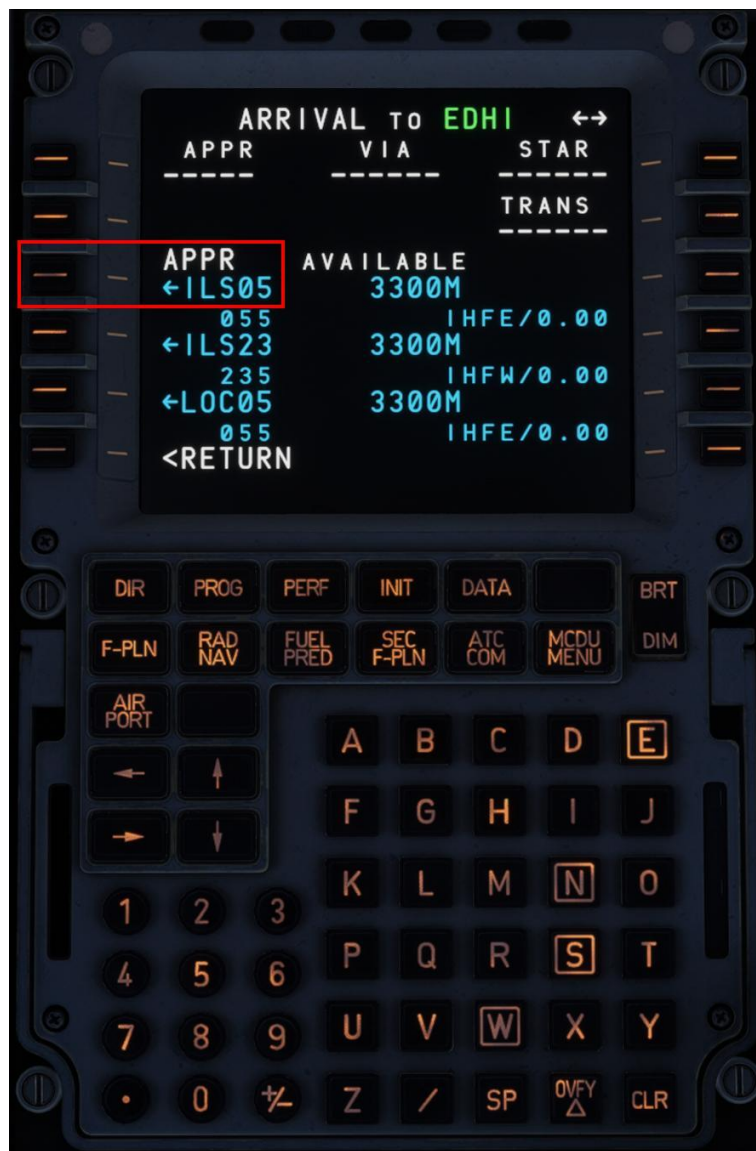 ARRIVAL TO EDHI ←→
APPR VIA STAR
----- ------ ------
TRANS
------
APPR AVAILABLE
←ILS05 3300M
055 IHFE/0.00
←ILS23 3300M
235 IHFW/0.00
←LOC05 3300M
055 IHFE/0.00
<RETURN
DIR PROG PERF INIT DATA BRT
F-PLN RAD NAV FUEL PRED SEC F-PLN ATC COM MCDU MENU DIM
AIR PORT
← ↑ A B C D E
→ ↓ F G H I J
1 2 3 K L M N O
4 5 6 P Q R S T
7 8 9 U V W X Y
. 0 +/- Z / SP OVFY △ CLR